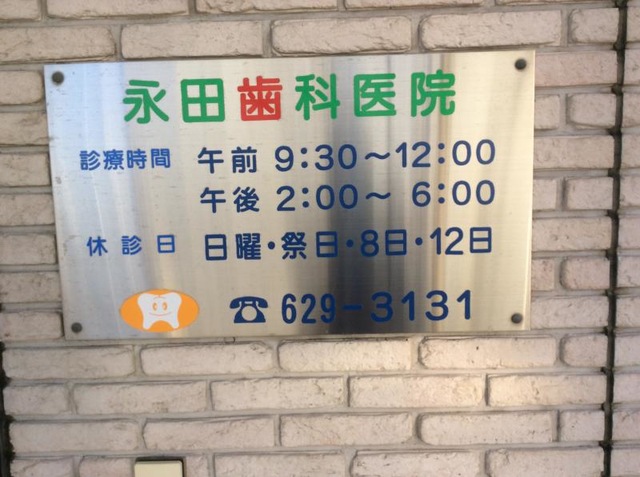 永田歯科医院
診療時間 午前 9:30～12:00
午後 2:00～ 6:00
休診日 日曜・祭日・8日・12日
☎629-3131